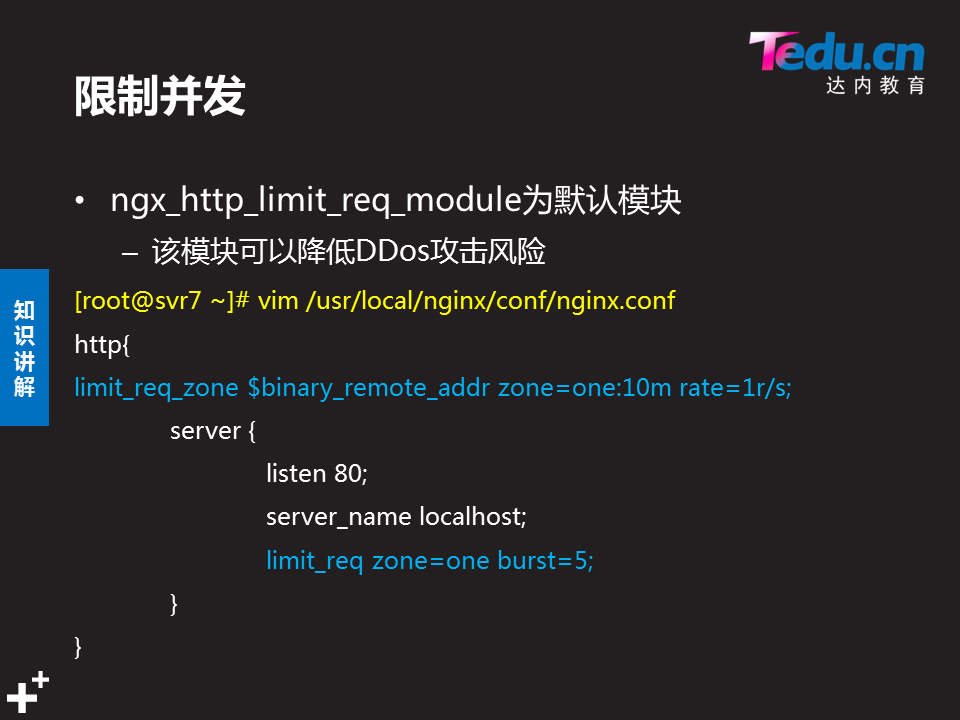 Tedu.cn
达内教育
限制并发
• ngx_http_limit_req_module为默认模块
– 该模块可以降低DDos攻击风险
[root@svr7 ~]# vim /usr/local/nginx/conf/nginx.conf
http{
limit_req_zone $binary_remote_addr zone=one:10m rate=1r/s;
server {
listen 80;
server_name localhost;
limit_req zone=one burst=5;
}
}
知识讲解